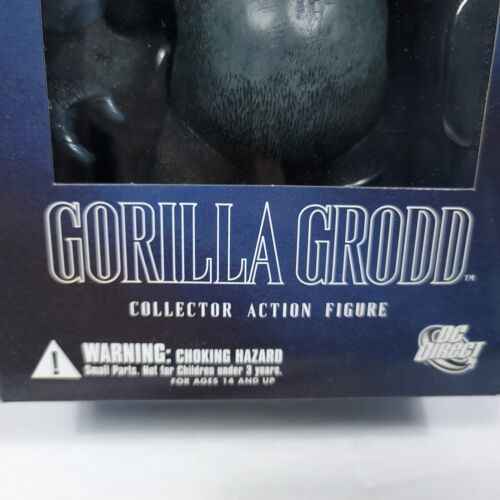 GORILLA GRODD™
COLLECTOR ACTION FIGURE
WARNING: CHOKING HAZARD
Small Parts. Not for Children under 3 years.
FOR AGES 14 AND UP
DC
DIRECT